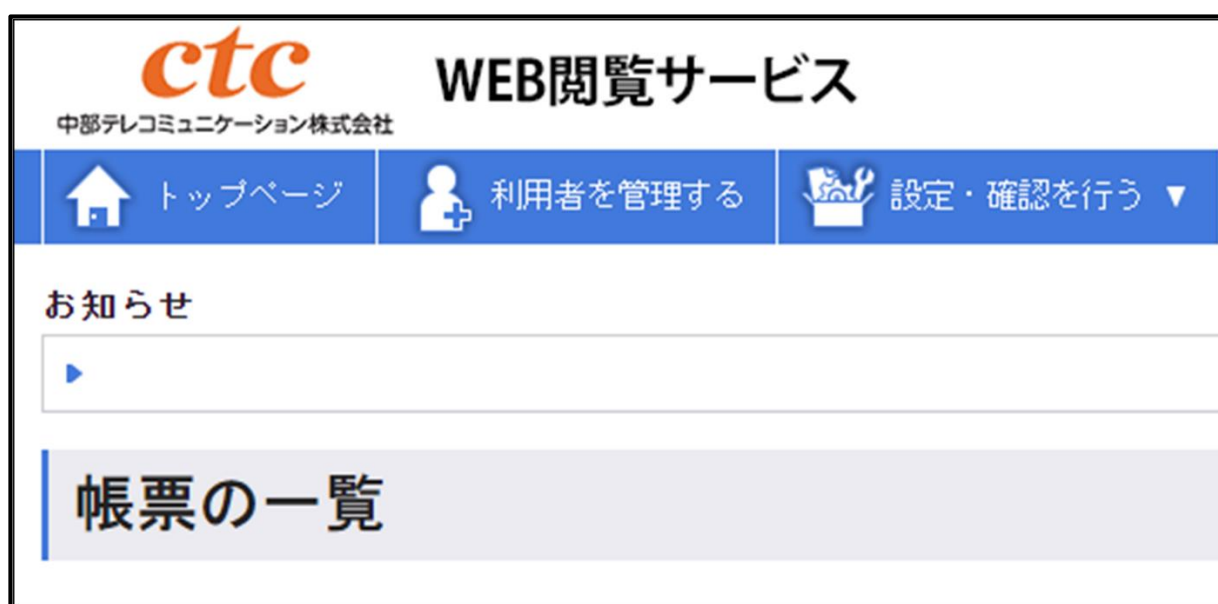 ctc
中部テレコミュニケーション株式会社
WEB閲覧サービス
トップページ
利用者を管理する
設定・確認を行う ▼
お知らせ
帳票の一覧